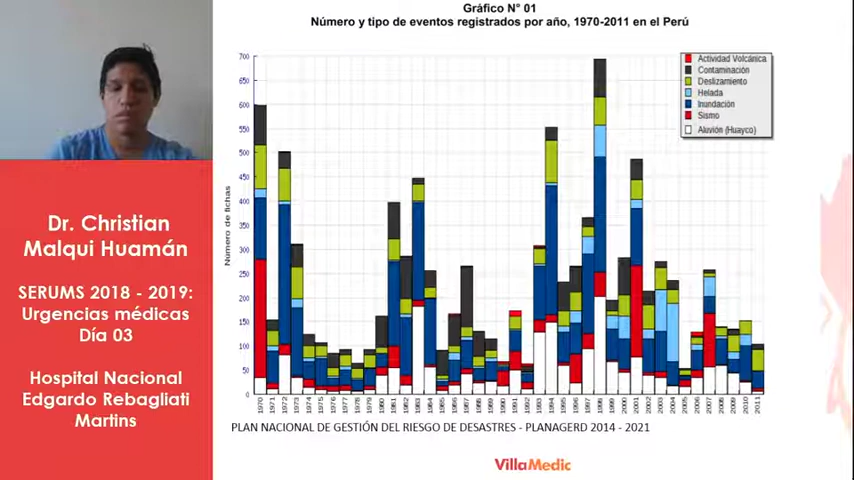 Gráfico N° 01
Número y tipo de eventos registrados por año, 1970-2011 en el Perú
700
650
600
550
500
450
400
350
300
250
200
150
100
50
0
Número de fichas
Actividad Volcánica
Contaminación
Deslizamiento
Helada
Inundación
Sismo
Aluvión (Huayco)
1970 1971 1972 1973 1974 1975 1976 1977 1978 1979 1980 1981 1982 1983 1984 1985 1986 1987 1988 1989 1990 1991 1992 1993 1994 1995 1996 1997 1998 1999 2000 2001 2002 2003 2004 2005 2006 2007 2008 2009 2010 2011
PLAN NACIONAL DE GESTIÓN DEL RIESGO DE DESASTRES - PLANAGERD 2014 - 2021
VillaMedic
Dr. Christian
Malqui Huamán
SERUMS 2018 - 2019:
Urgencias médicas
Día 03
Hospital Nacional
Edgardo Rebagliati
Martins